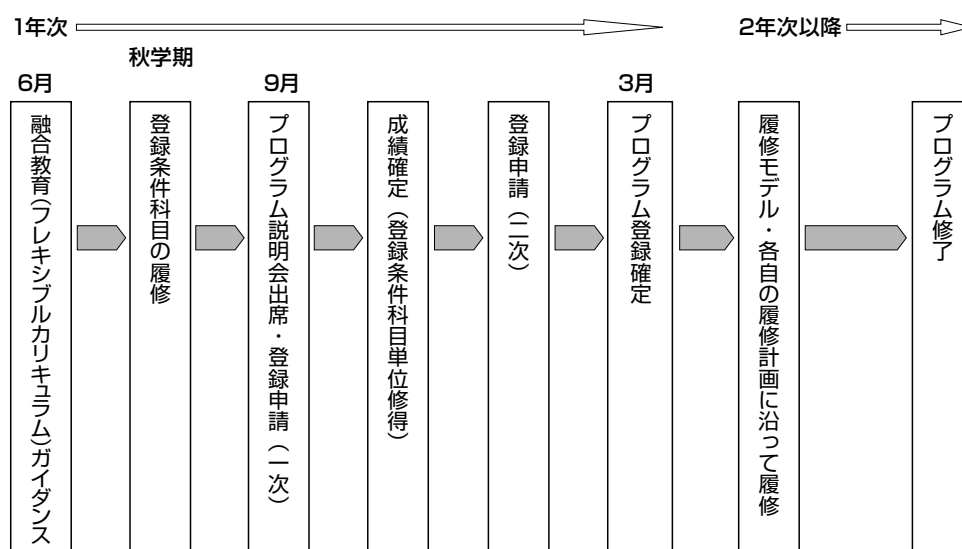 1年次
2年次以降
秋学期
6月
9月
3月
融合教育(フレキシブルカリキュラム)ガイダンス
登録条件科目の履修
プログラム説明会出席・登録申請(一次)
成績確定(登録条件科目単位修得)
登録申請(二次)
プログラム登録確定
履修モデル・各自の履修計画に沿って履修
プログラム修了